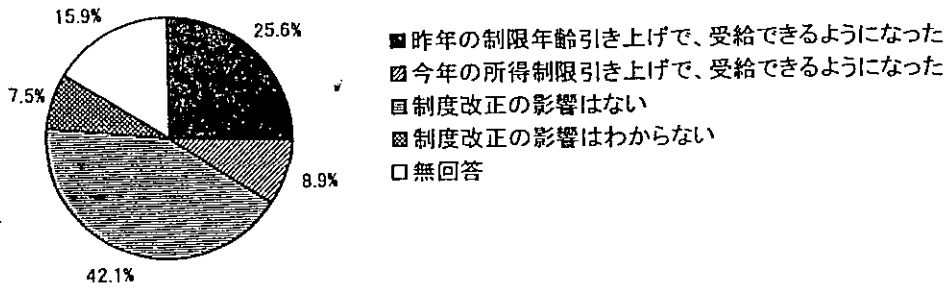 15.9%
25.6%
7.5%
8.9%
42.1%
昨年の制限年齢引き上げで、受給できるようになった
今年の所得制限引き上げで、受給できるようになった
制度改正の影響はない
制度改正の影響はわからない
無回答